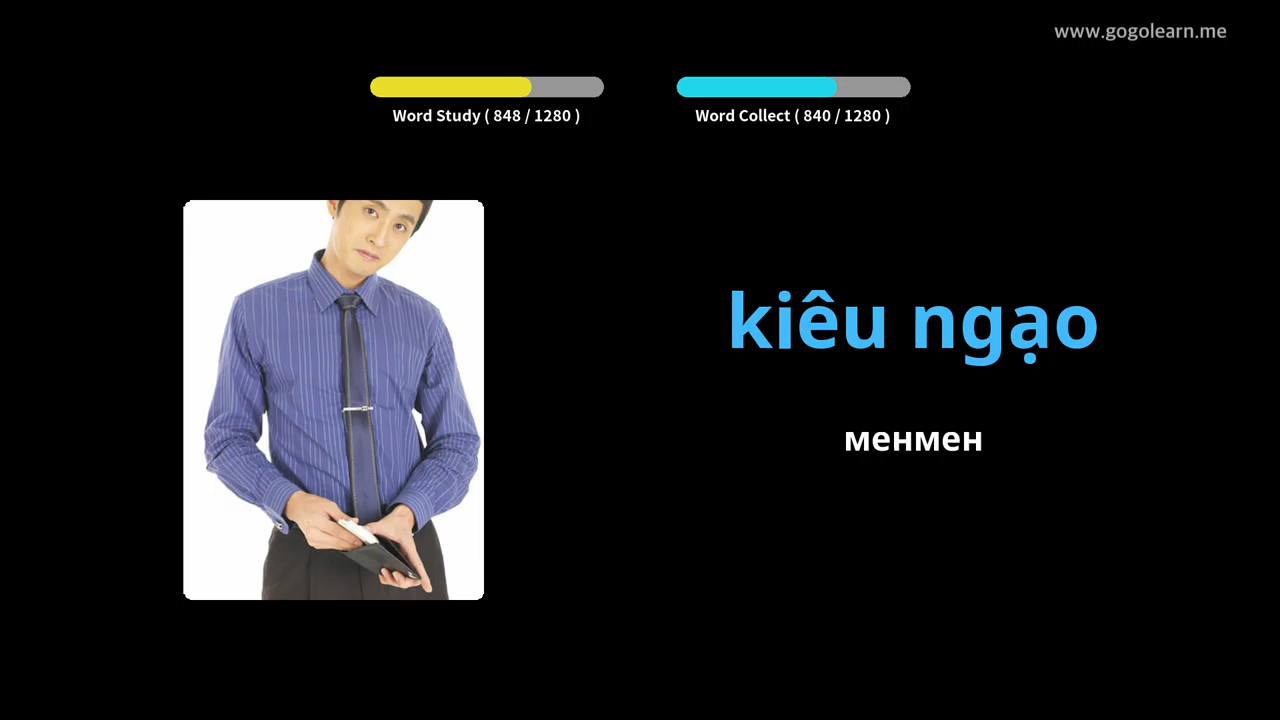 www.gogolearn.me
Word Study ( 848 / 1280 )
Word Collect ( 840 / 1280 )
kiêu ngạo
менмен